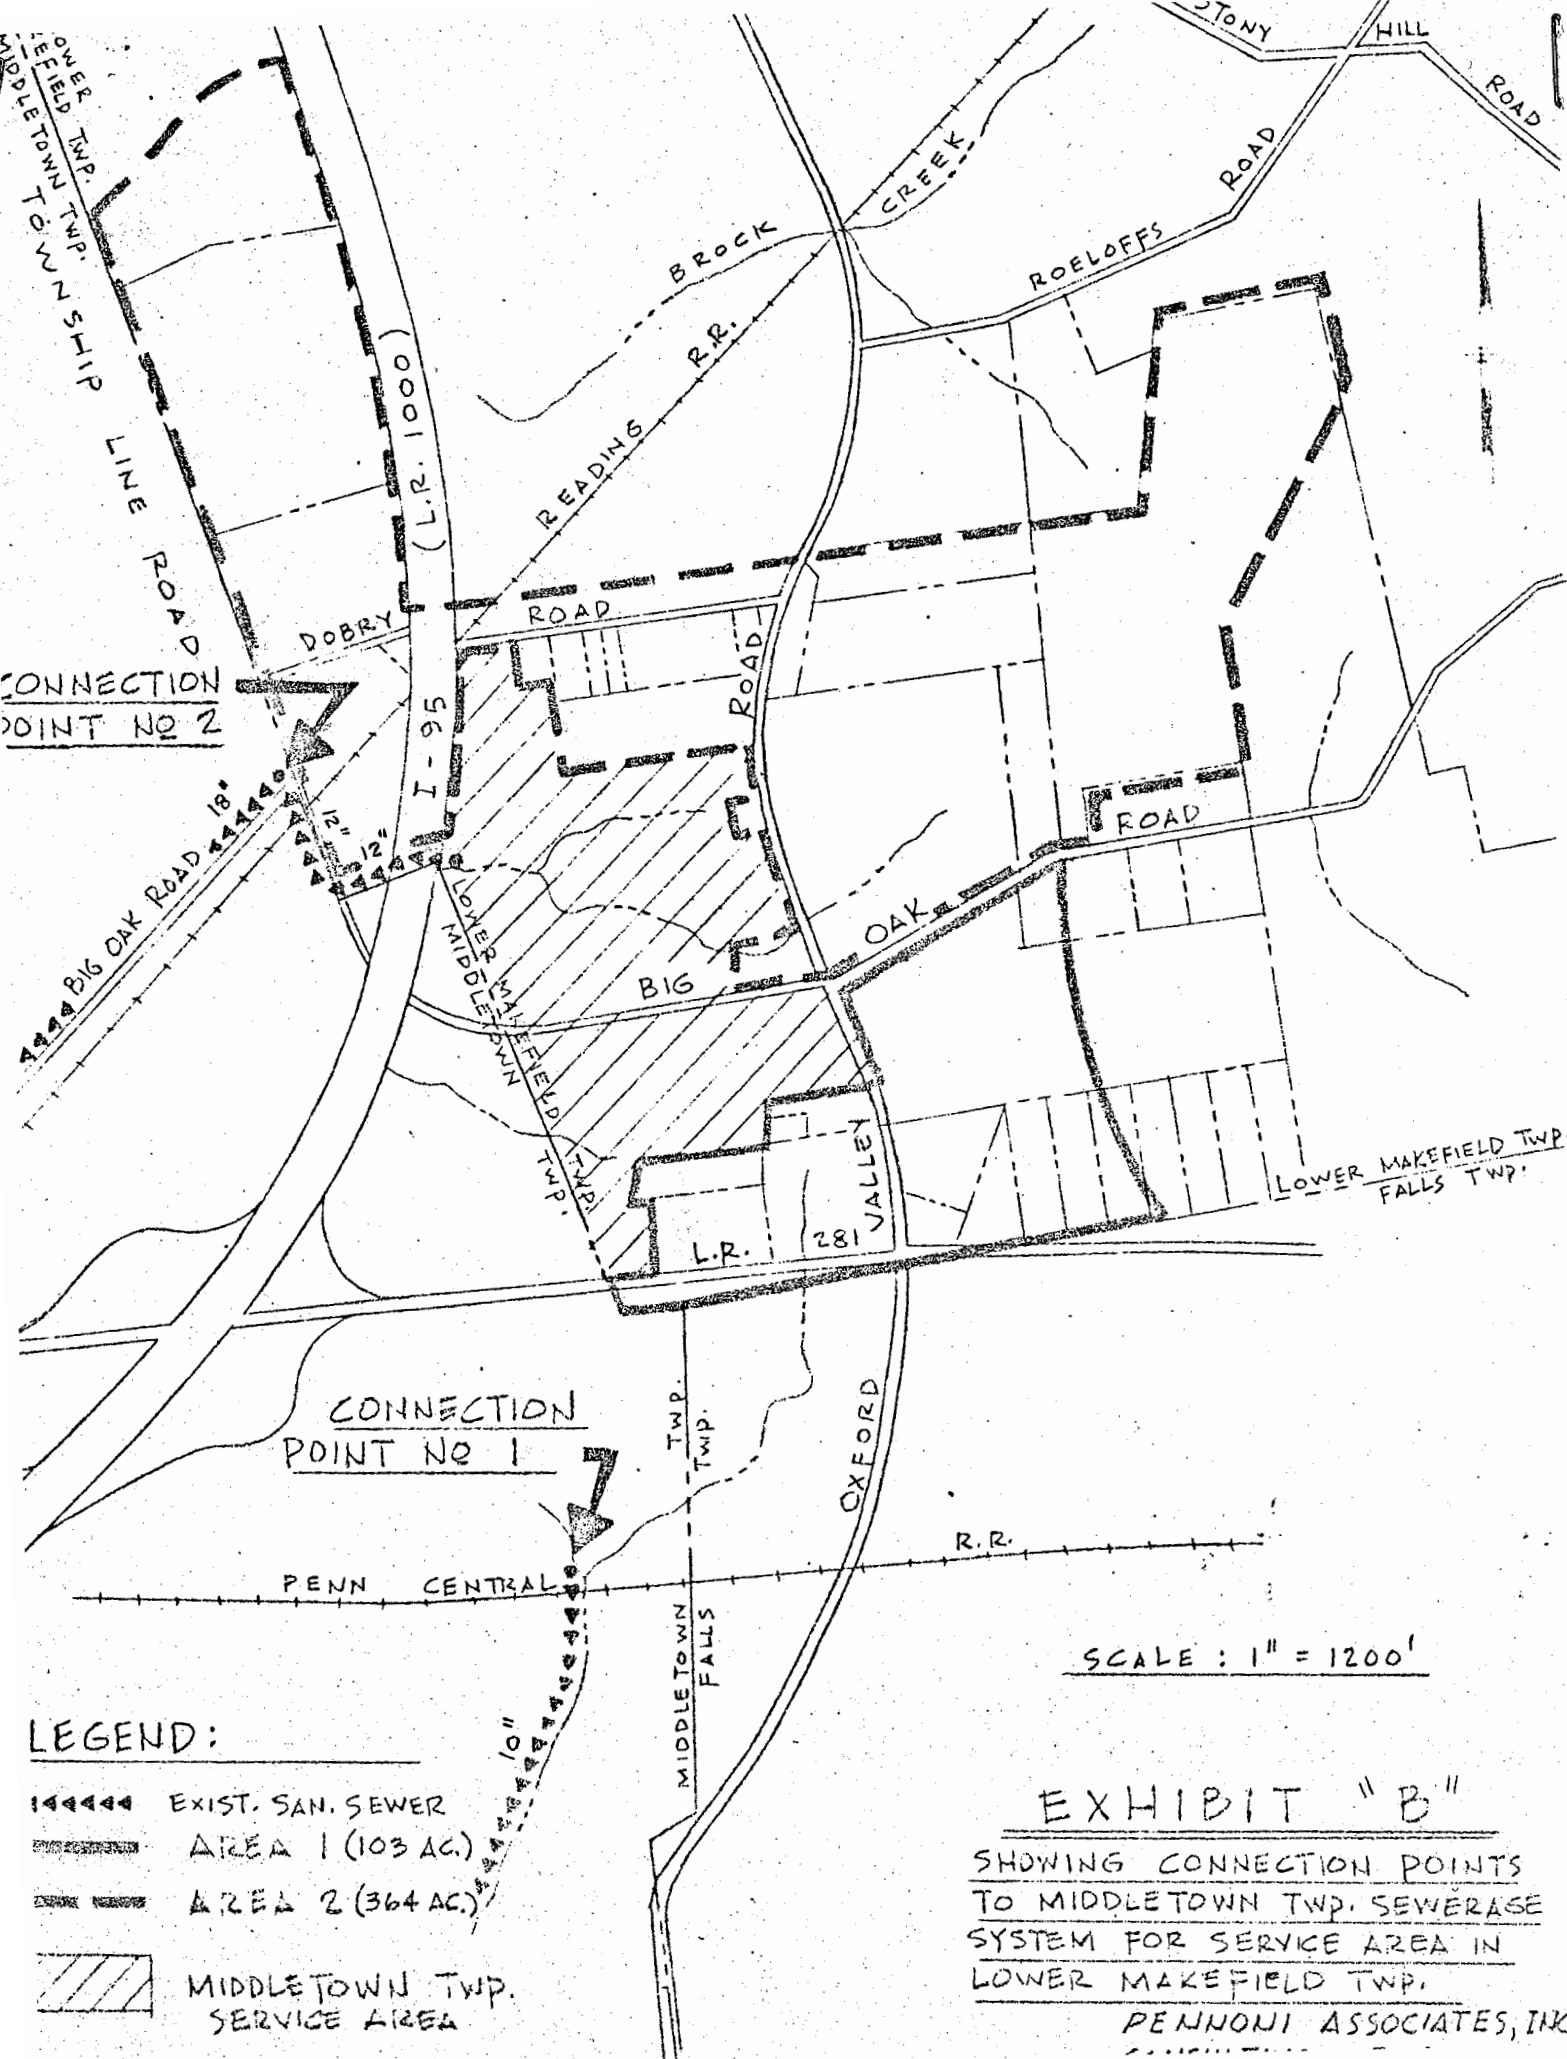 STONY HILL ROAD
LOWER
MAKEFIELD TWP.
MIDDLETOWN TWP.
TOWNSHIP LINE ROAD
BROCK CREEK
ROELOFFS ROAD
READING R.R.
(L.R. 1000)
I-95
DOBRY ROAD
ROAD
CONNECTION
POINT No 2
18"
12"
12"
BIG OAK ROAD
BIG OAK ROAD
LOWER MAKEFIELD TWP.
MIDDLETOWN TWP.
VALLEY
L.R. 281
LOWER MAKEFIELD TWP
FALLS TWP.
CONNECTION
POINT No 1
TWP.
TWP.
OXFORD
PENN CENTRAL R.R.
MIDDLETOWN
FALLS
10"
SCALE : 1" = 1200'
LEGEND:
EXIST. SAN. SEWER
AREA 1 (103 AC.)
AREA 2 (364 AC.)
MIDDLETOWN TWP.
SERVICE AREA
EXHIBIT "B"
SHOWING CONNECTION POINTS
TO MIDDLETOWN TWP. SEWERAGE
SYSTEM FOR SERVICE AREA IN
LOWER MAKEFIELD TWP.
PENNONI ASSOCIATES, INC